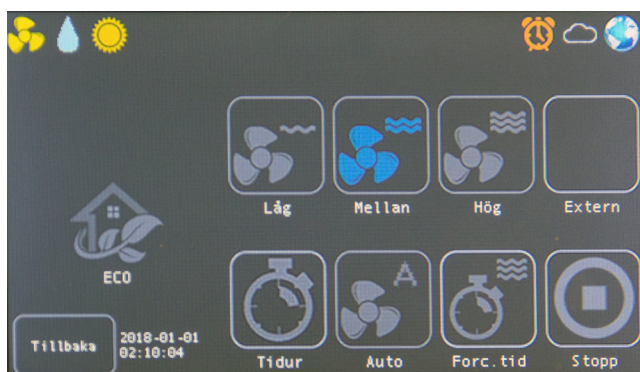 Låg Mellan Hög Extern
ECO
Tillbaka
2018-01-01
02:10:04
A
Tidur Auto Forc.tid Stopp